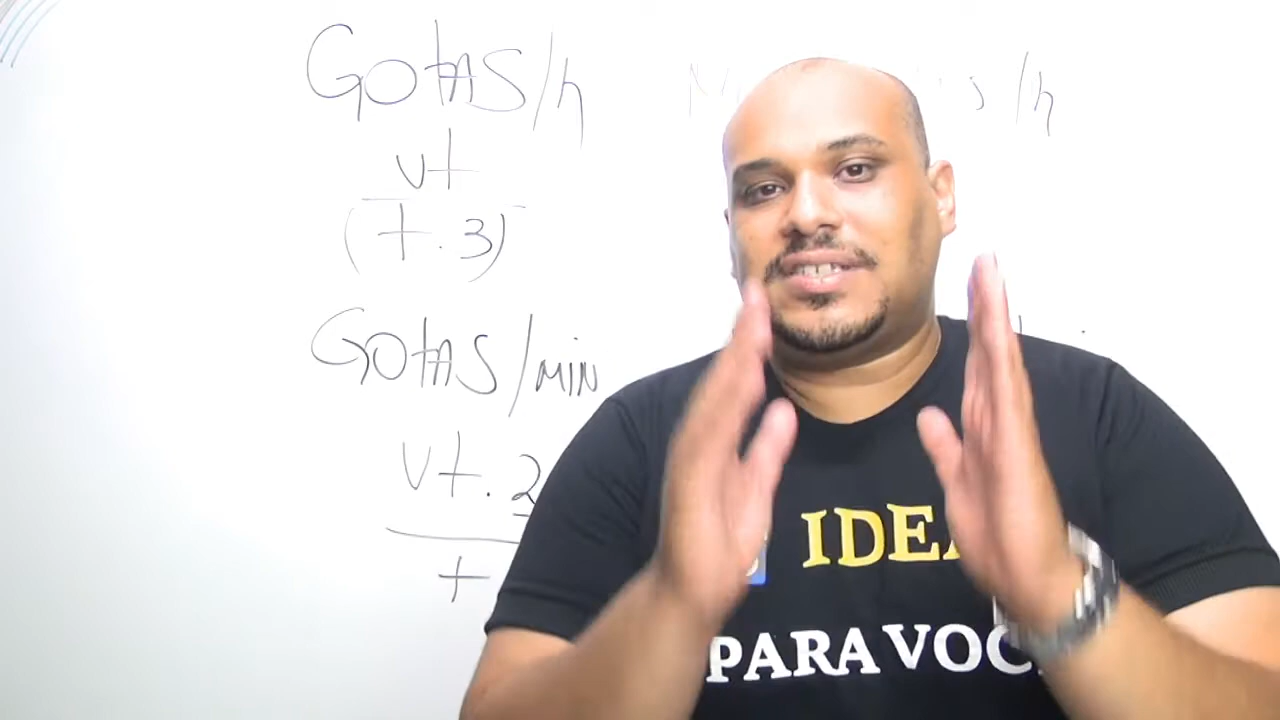 GOtAS/h
vt
(t.3)
GOtAS/MIN
vt.2
t
/h
IDEA
PARA VOC